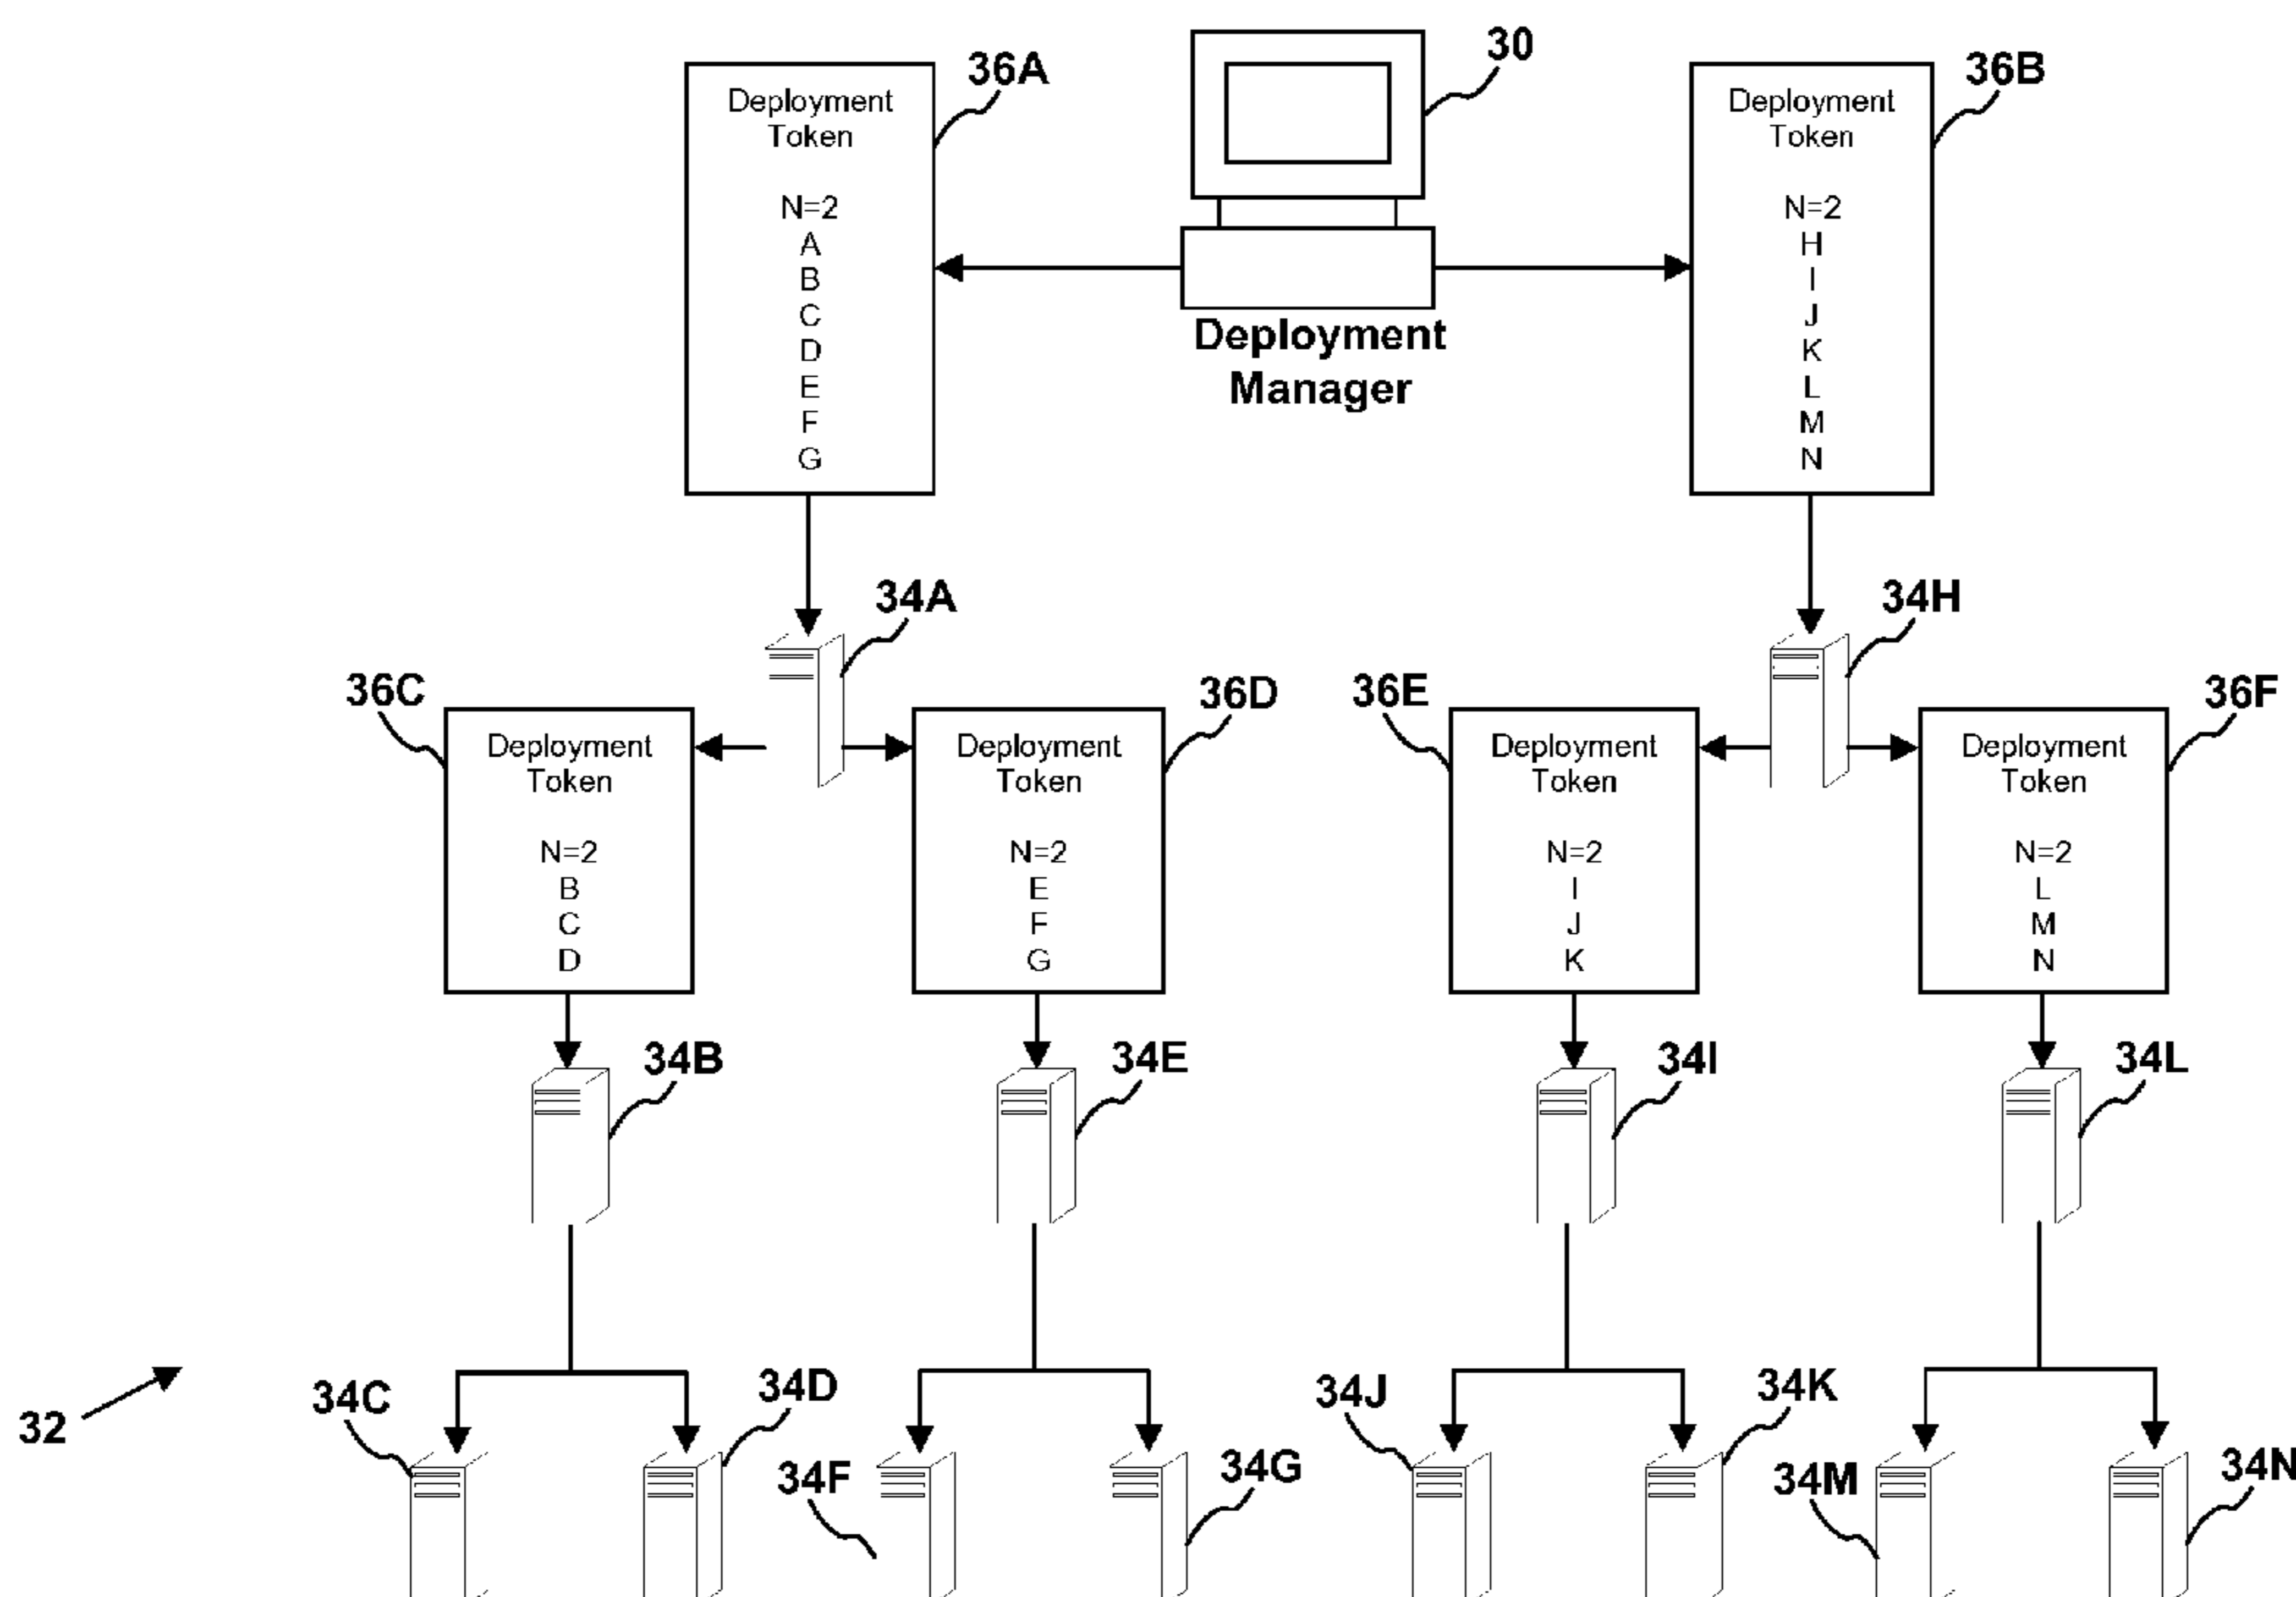 30
36A
36B
Deployment
Token
N=2
A
B
C
D
E
F
G
Deployment
Manager
Deployment
Token
N=2
H
I
J
K
L
M
N
34A
34H
36C
36D
36E
36F
Deployment
Token
N=2
B
C
D
Deployment
Token
N=2
E
F
G
Deployment
Token
N=2
I
J
K
Deployment
Token
N=2
L
M
N
34B
34E
34I
34L
32
34C
34D
34F
34G
34J
34K
34M
34N